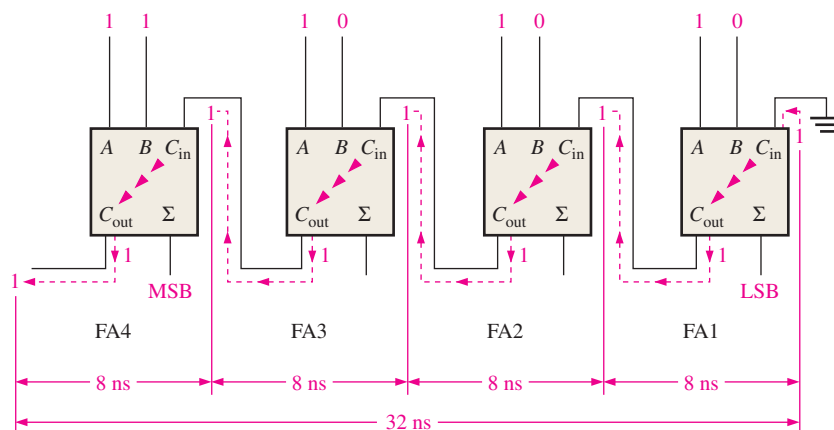 1 1 1 0 1 0 1 0
1 1 1 1
A B Cin A B Cin A B Cin A B Cin
Cout Σ Cout Σ Cout Σ Cout Σ
1 1 1 1
1 MSB LSB
FA4 FA3 FA2 FA1
8 ns 8 ns 8 ns 8 ns
32 ns